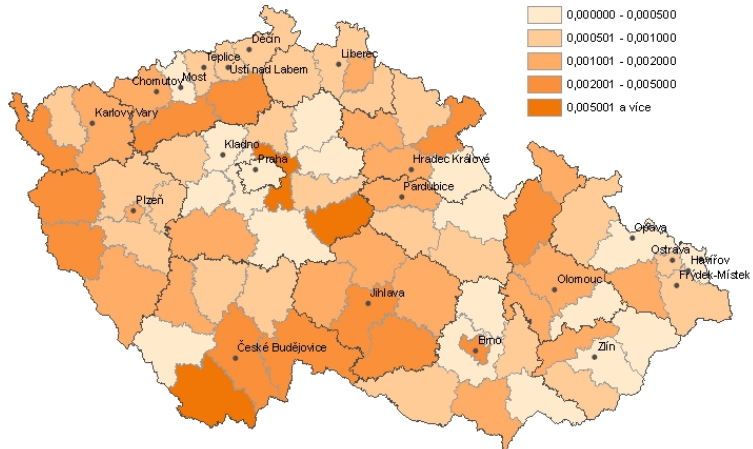 0,000000 - 0,000500
0,000501 - 0,001000
0,001001 - 0,002000
0,002001 - 0,005000
0,005001 a více
Děčín
Teplice
Liberec
Ústí nad Labem
Most
Chomutov
Karlovy Vary
Kladno
Praha
Hradec Králové
Pardubice
Plzeň
Opava
Ostrava
Havířov
Frýdek-Místek
Olomouc
Jihlava
Brno
Zlín
České Budějovice